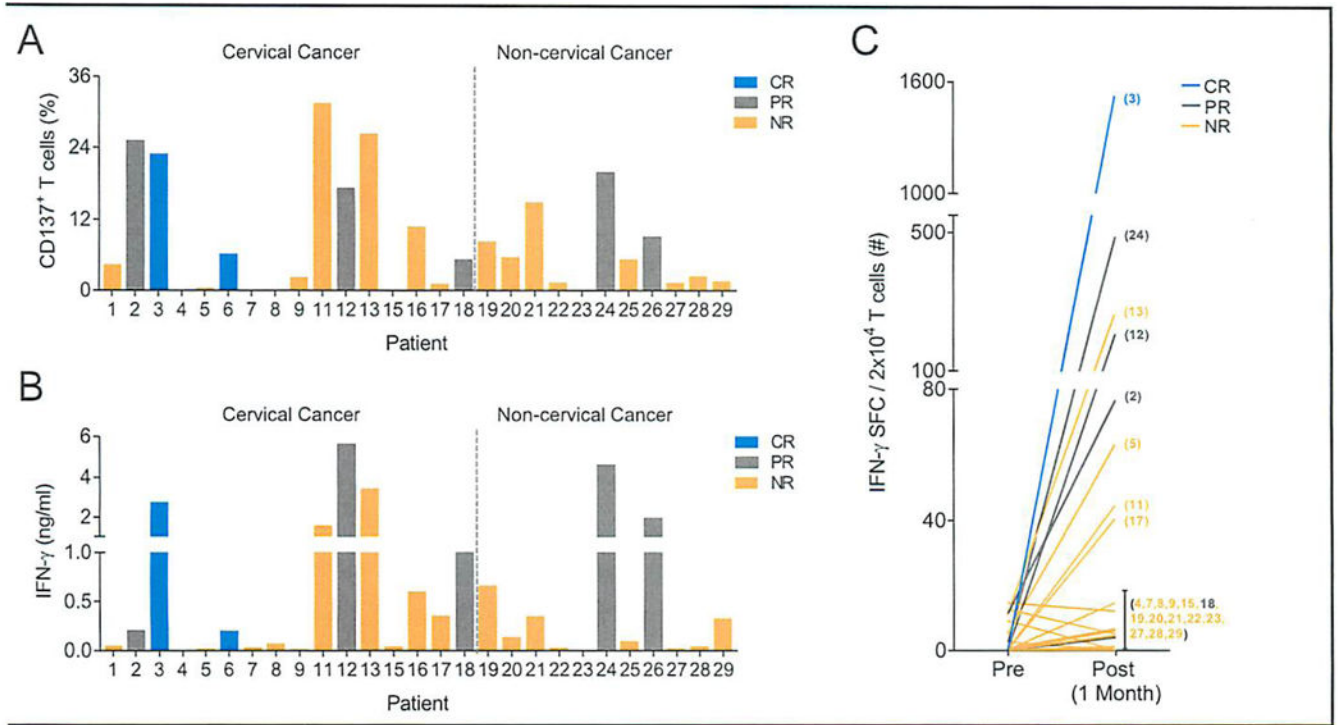 A
Cervical Cancer
Non-cervical Cancer
CD137+ T cells (%)
36
24
12
0
CR
PR
NR
1 2 3 4 5 6 7 8 9 11 12 13 15 16 17 18 19 20 21 22 23 24 25 26 27 28 29
Patient
B
Cervical Cancer
Non-cervical Cancer
IFN-γ (ng/ml)
6
4
2
1.0
0.5
0.0
CR
PR
NR
1 2 3 4 5 6 7 8 9 11 12 13 15 16 17 18 19 20 21 22 23 24 25 26 27 28 29
Patient
C
IFN-γ SFC / 2x10⁴ T cells (#)
1600
1000
500
100
80
40
0
CR
PR
NR
(3)
(24)
(13)
(12)
(2)
(5)
(11)
(17)
(4,7,8,9,15,18,
19,20,21,22,23,
27,28,29)
Pre
Post
(1 Month)